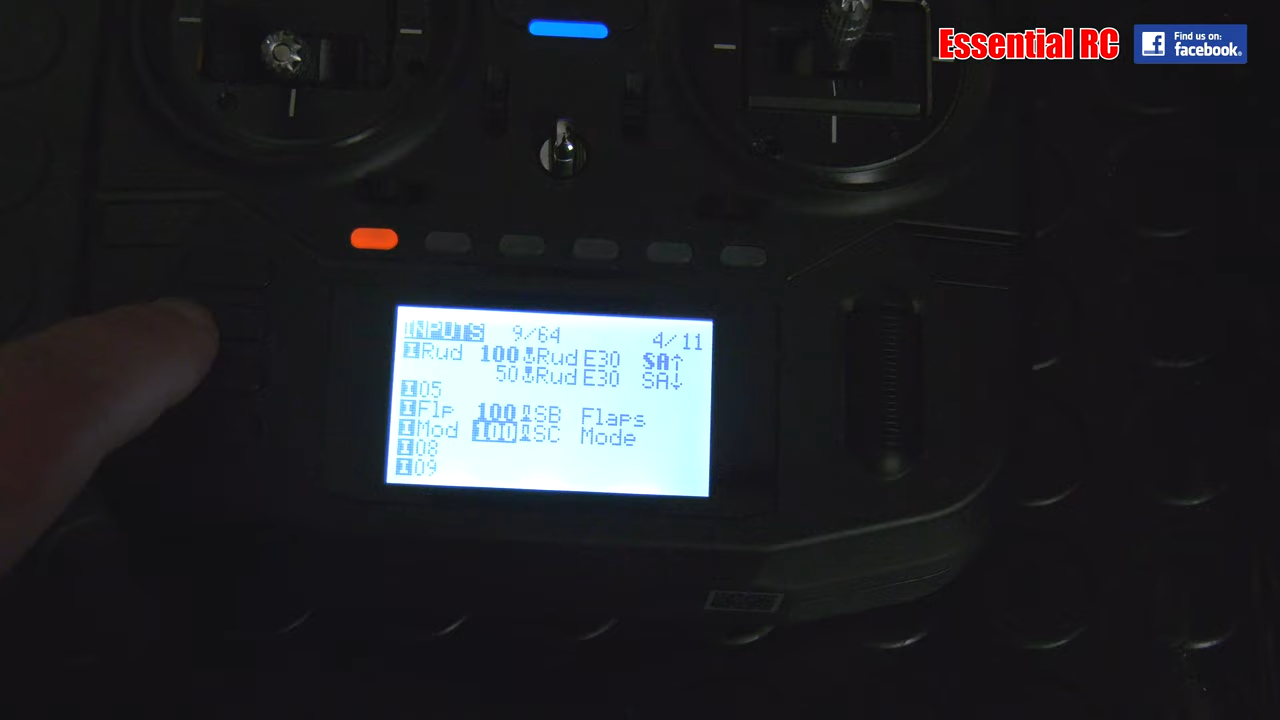 Essential RC
Find us on:
facebook.
INPUTS 9/64 4/11
I Rud 100 Rud E30 SA↑
50 Rud E30 SA↓
I 05
I Flp 100 SB Flaps
I Mod 100 SC Mode
I 08
I 09